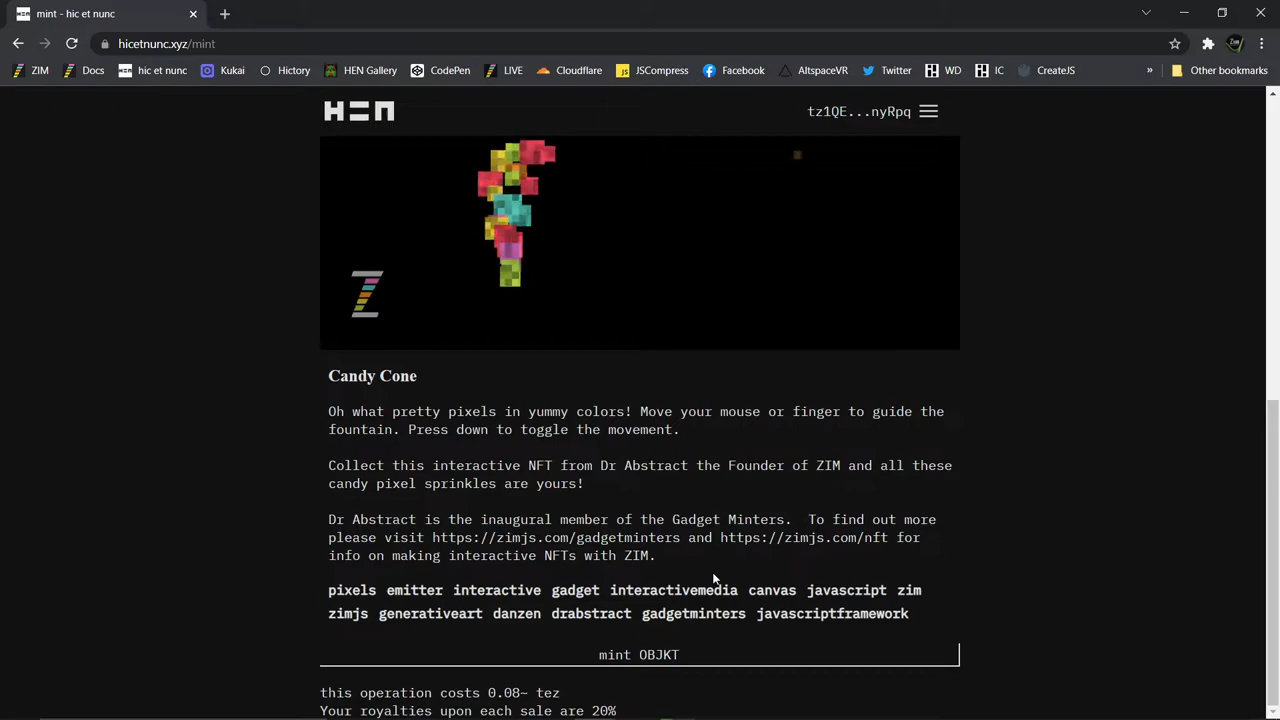 mint - hic et nunc
hicetnunc.xyz/mint
ZIM Docs hic et nunc Kukai Hictory HEN Gallery CodePen LIVE Cloudflare JSCompress Facebook AltspaceVR Twitter WD IC CreateJS » Other bookmarks
HEN tz1QE...nyRpq
Z
Candy Cone
Oh what pretty pixels in yummy colors! Move your mouse or finger to guide the
fountain. Press down to toggle the movement.
Collect this interactive NFT from Dr Abstract the Founder of ZIM and all these
candy pixel sprinkles are yours!
Dr Abstract is the inaugural member of the Gadget Minters. To find out more
please visit https://zimjs.com/gadgetminters and https://zimjs.com/nft for
info on making interactive NFTs with ZIM.
pixels emitter interactive gadget interactivemedia canvas javascript zim
zimjs generativeart danzen drabstract gadgetminters javascriptframework
mint OBJKT
this operation costs 0.08~ tez
Your royalties upon each sale are 20%